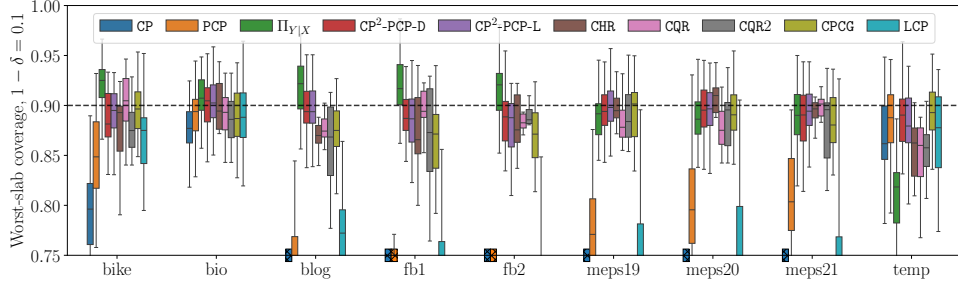 Worst-slab coverage, 1 − δ = 0.1
1.00
0.95
0.90
0.85
0.80
0.75
CP PCP Π_{Y|X} CP²-PCP-D CP²-PCP-L CHR CQR CQR2 CPCG LCP
bike bio blog fb1 fb2 meps19 meps20 meps21 temp